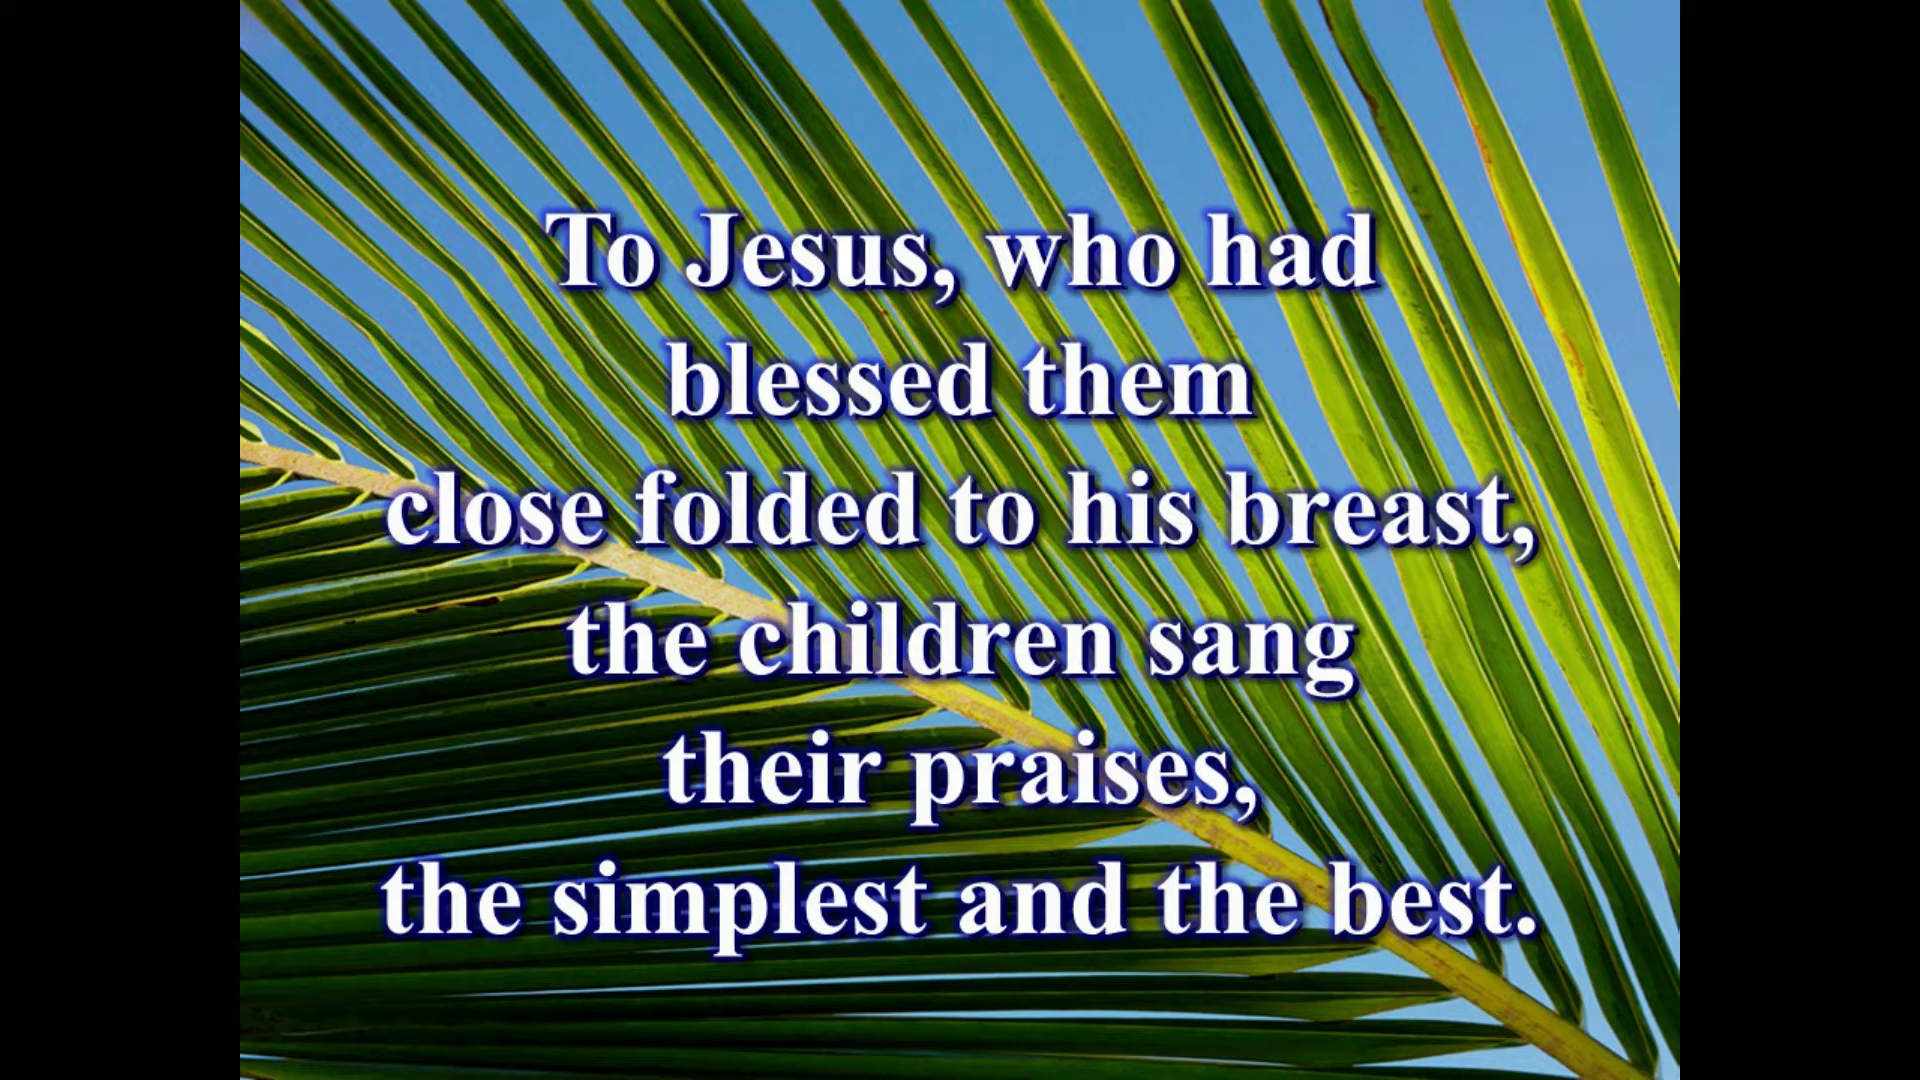 To Jesus, who had
blessed them
close folded to his breast,
the children sang
their praises,
the simplest and the best.